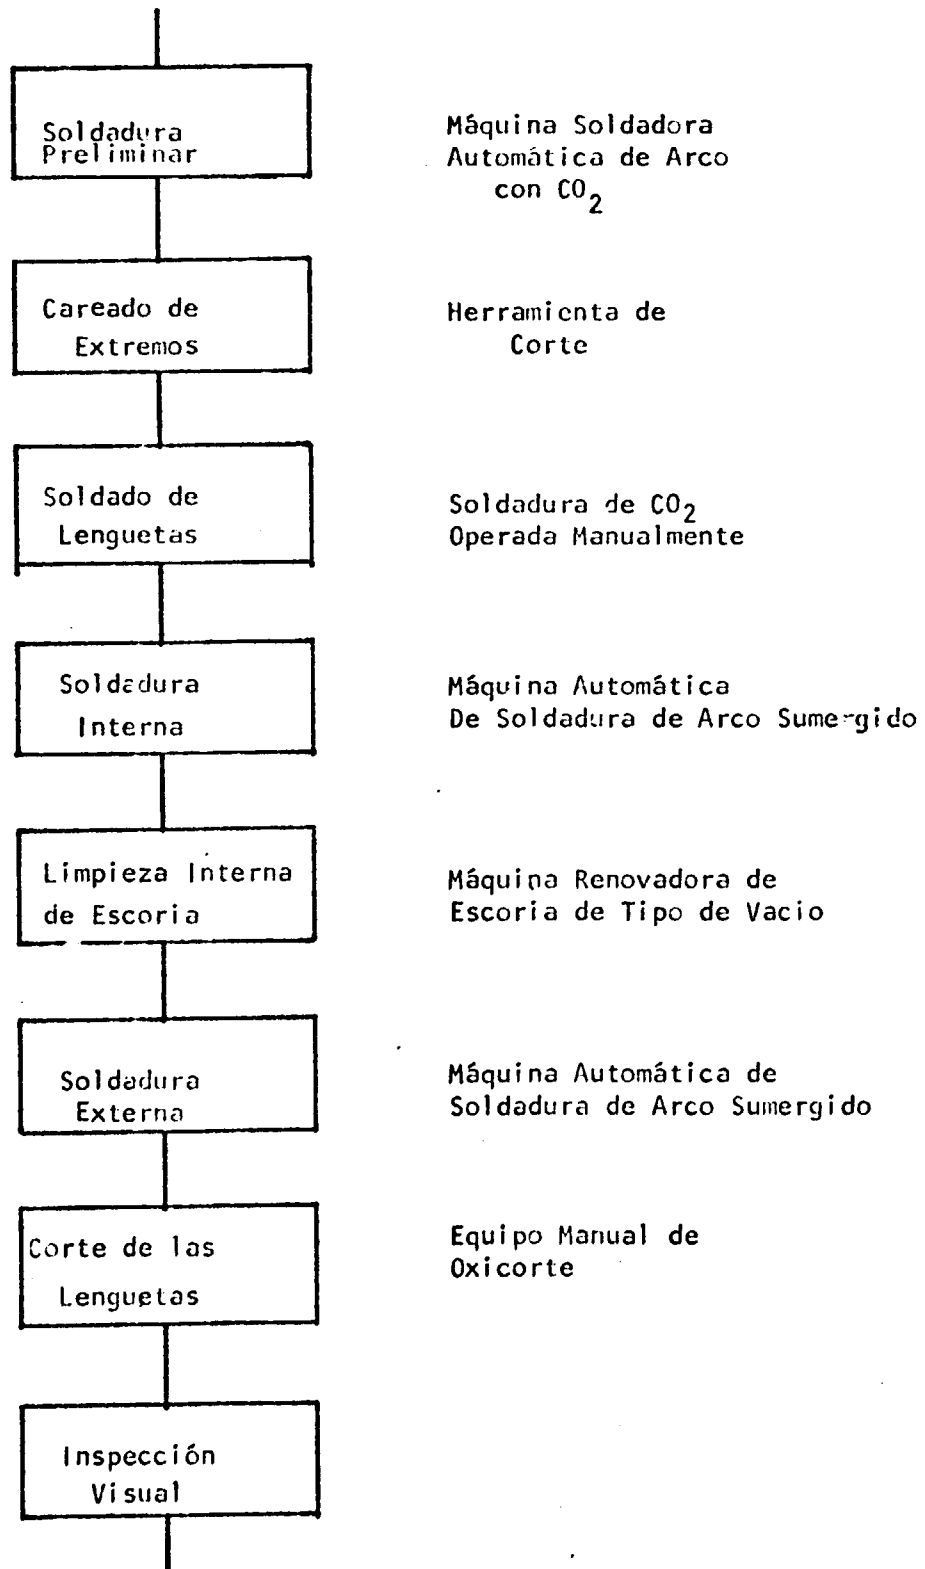 Soldadura
Preliminar
Máquina Soldadora
Automática de Arco
con CO₂
Careado de
Extremos
Herramienta de
Corte
Soldado de
Lenguetas
Soldadura de CO₂
Operada Manualmente
Soldadura
Interna
Máquina Automática
De Soldadura de Arco Sumergido
Limpieza Interna
de Escoria
Máquina Renovadora de
Escoria de Tipo de Vacio
Soldadura
Externa
Máquina Automática de
Soldadura de Arco Sumergido
Corte de las
Lenguetas
Equipo Manual de
Oxicorte
Inspección
Visual